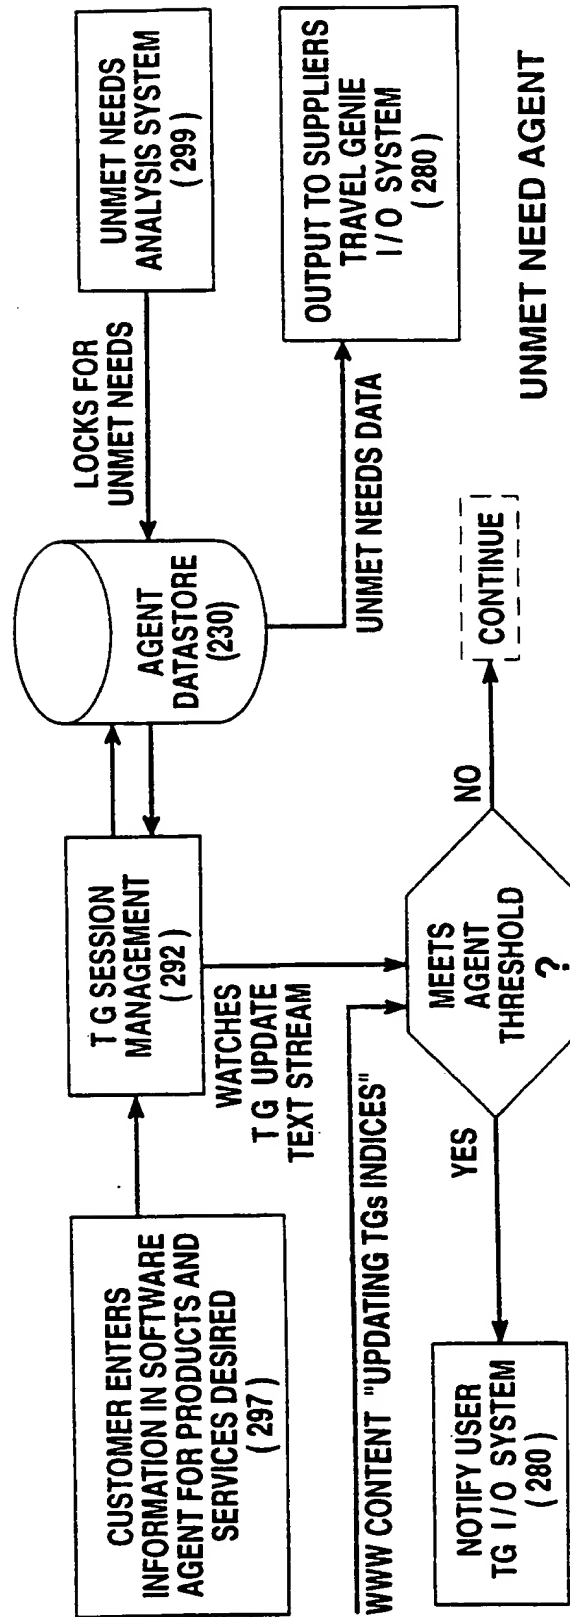 CUSTOMER ENTERS
INFORMATION IN SOFTWARE
AGENT FOR PRODUCTS AND
SERVICES DESIRED
(297)
T G SESSION
MANAGEMENT
(292)
AGENT
DATASTORE
(230)
LOCKS FOR
UNMET NEEDS
UNMET NEEDS
ANALYSIS SYSTEM
(299)
WATCHES
T G UPDATE
TEXT STREAM
UNMET NEEDS DATA
OUTPUT TO SUPPLIERS
TRAVEL GENIE
I/O SYSTEM
(280)
WWW CONTENT "UPDATING TGs INDICES"
MEETS
AGENT
THRESHOLD
?
YES
NO
CONTINUE
NOTIFY USER
TG I/O SYSTEM
(280)
UNMET NEED AGENT